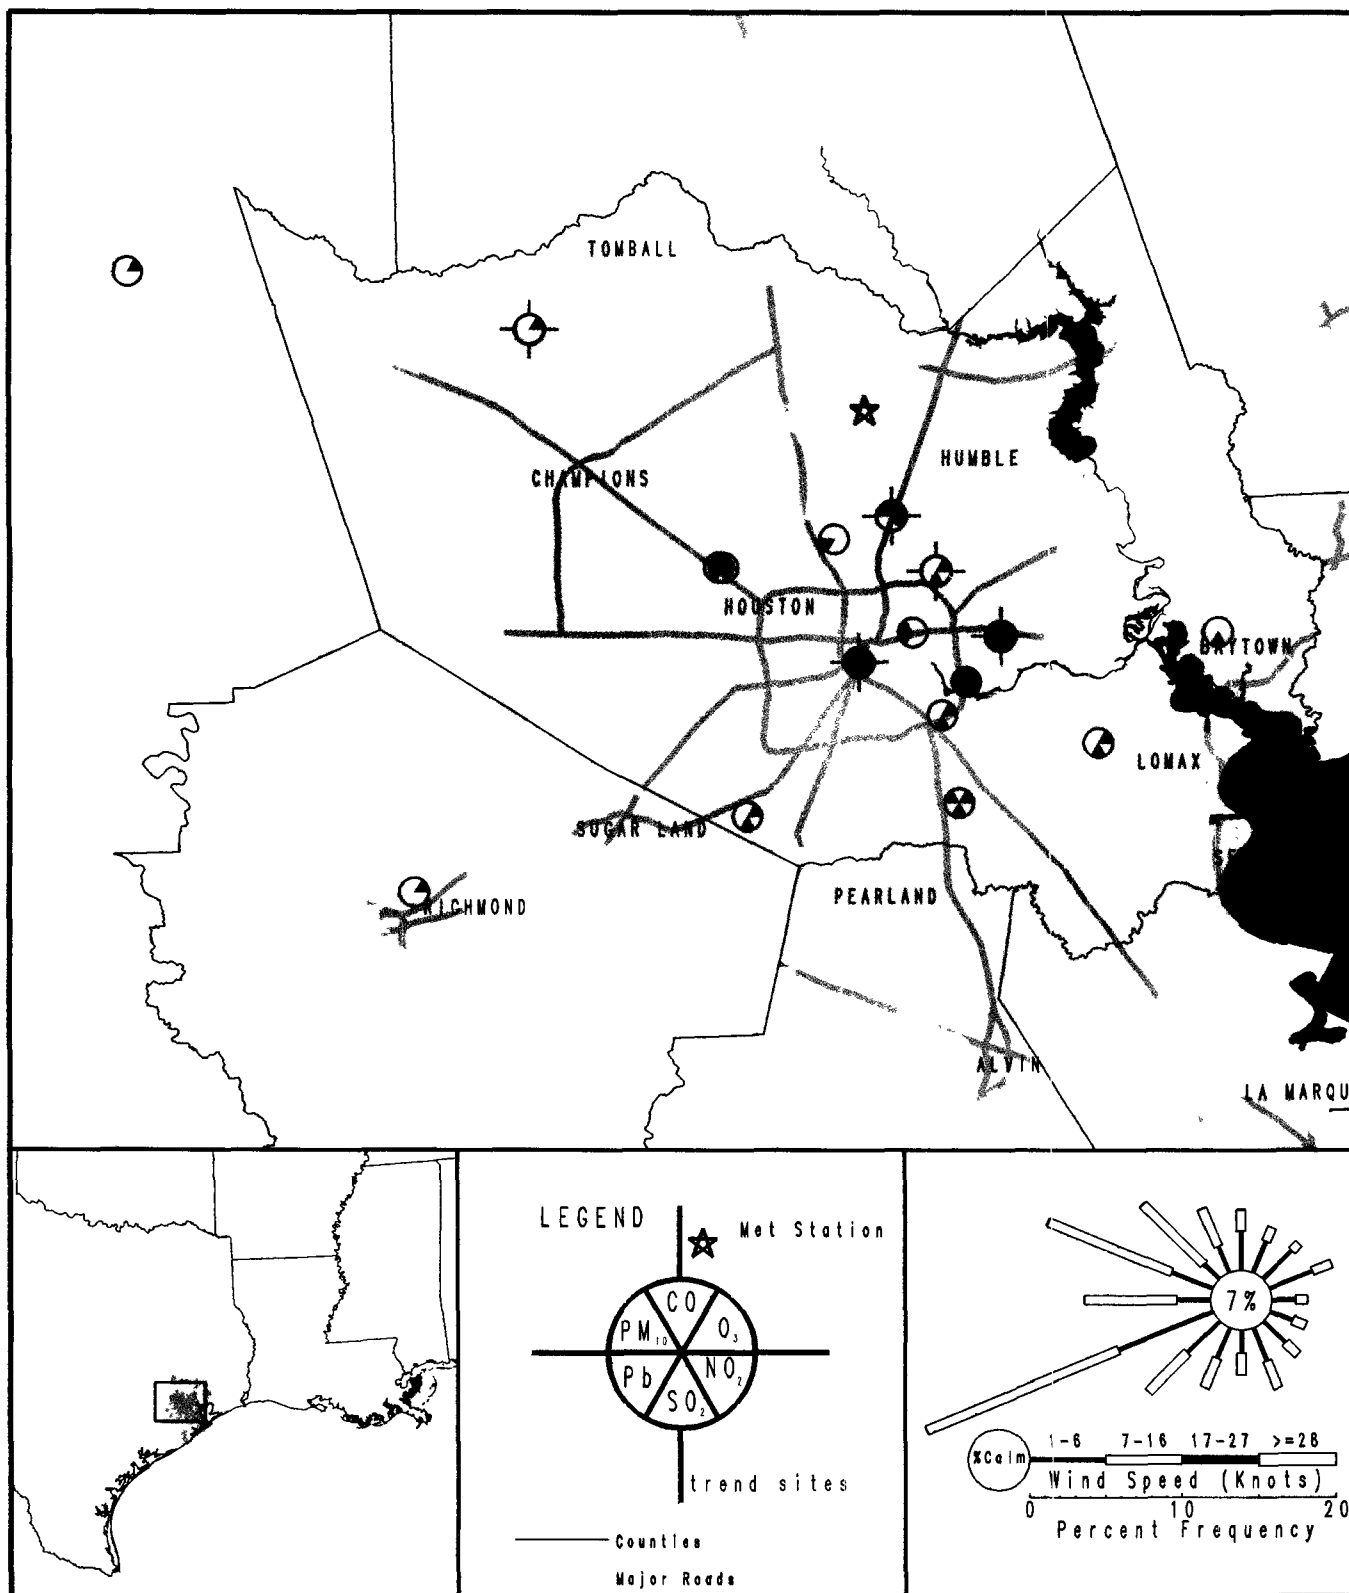 TOMBALL
HUMBLE
CHAMPIONS
HOUSTON
BAYTOWN
LOMAX
SUGAR LAND
SE
PEARLAND
RICHMOND
ALVIN
LA MARQU
LEGEND
Met Station
CO
PM10 O3
Pb NO2
SO2
trend sites
Counties
Major Roads
7%
1-6 7-16 17-27 >=28
%Calm
Wind Speed (Knots)
0 10 20
Percent Frequency